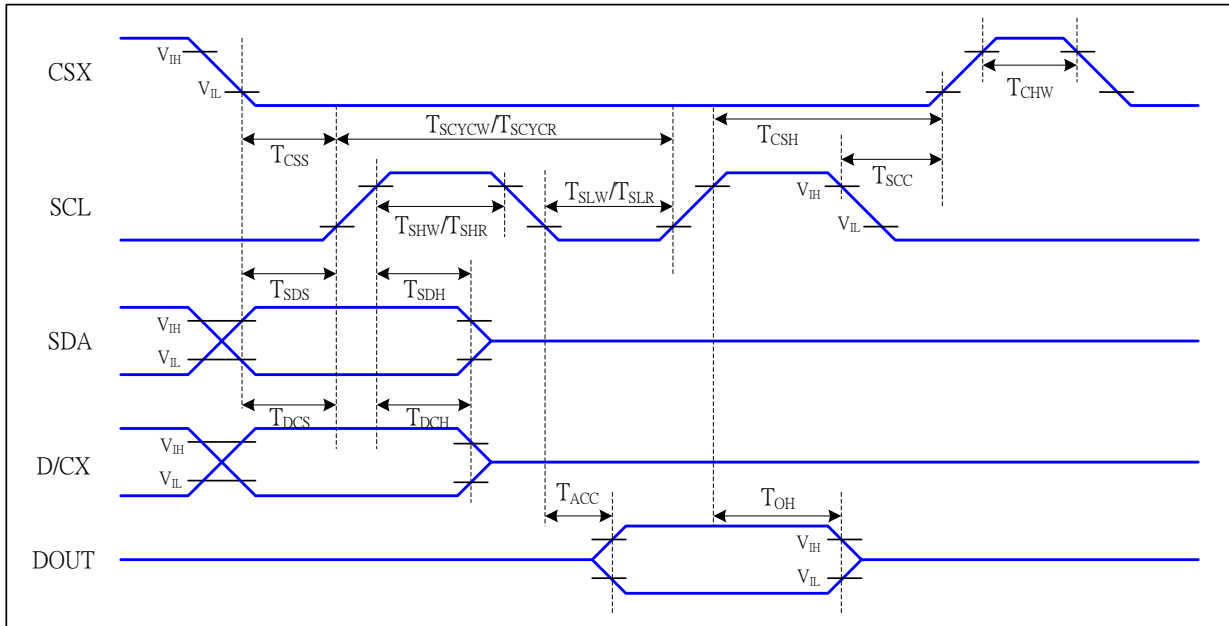 CSX
VIH
VIL
TCHW
TCSS
TSCYCW/TSCYCR
TCSH
TSCC
SCL
TSHW/TSHR
TSLW/TSLR
VIH
VIL
TSDS
TSDH
SDA
VIH
VIL
TDCS
TDCH
D/CX
VIH
VIL
TACC
TOH
DOUT
VIH
VIL